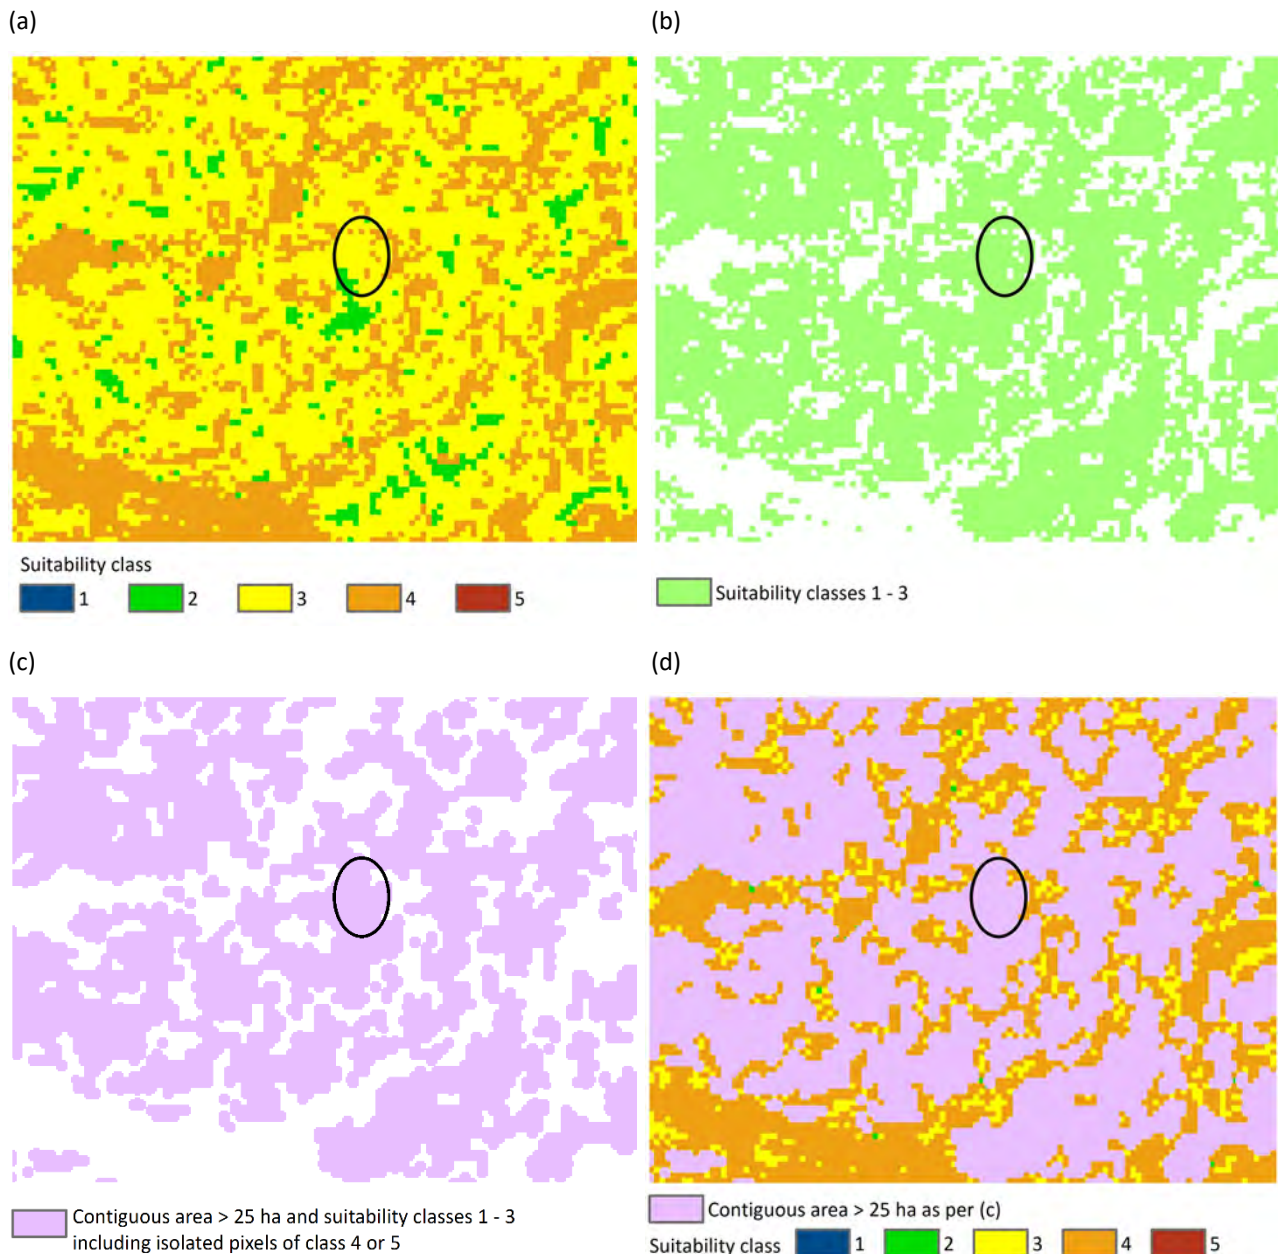 (a)
(b)
Suitability class
1 2 3 4 5
Suitability classes 1 - 3
(c)
(d)
Contiguous area > 25 ha and suitability classes 1 - 3
including isolated pixels of class 4 or 5
Contiguous area > 25 ha as per (c)
Suitability class 1 2 3 4 5